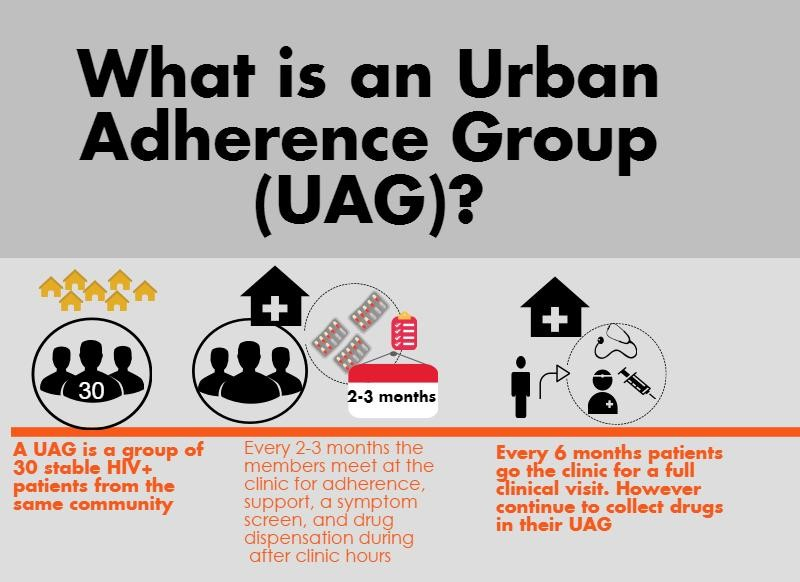 What is an Urban
Adherence Group
(UAG)?
30
2-3 months
A UAG is a group of
30 stable HIV+
patients from the
same community
Every 2-3 months the
members meet at the
clinic for adherence,
support, a symptom
screen, and drug
dispensation during
after clinic hours
Every 6 months patients
go the clinic for a full
clinical visit. However
continue to collect drugs
in their UAG